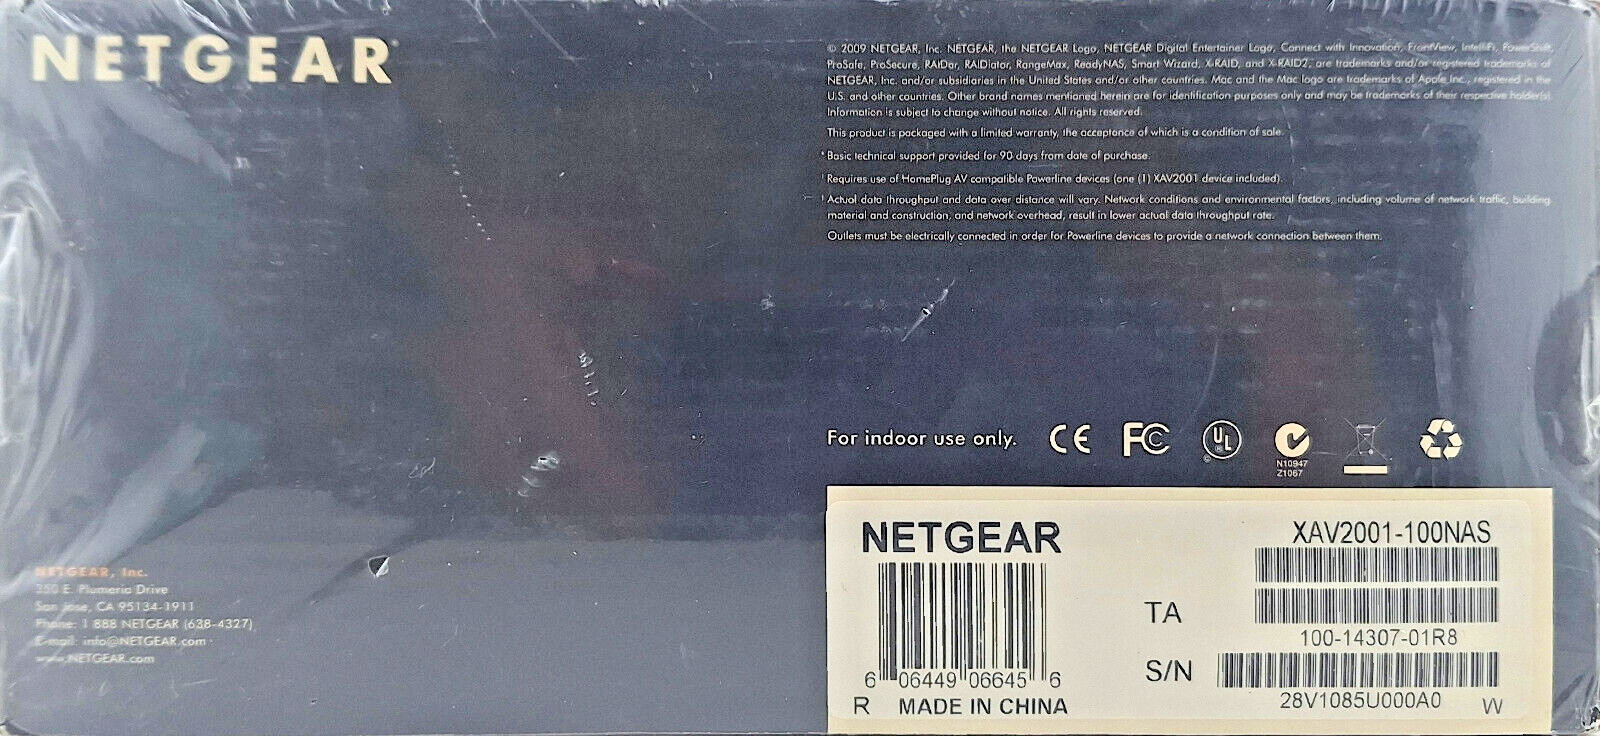 NETGEAR
© 2009 NETGEAR, Inc. NETGEAR, the NETGEAR Logo, NETGEAR Digital Entertainer Logo, Connect with Innovation, FrontView, IntelliFi, PowerShift,
ProSafe, ProSecure, RAIDar, RAIDiator, RangeMax, ReadyNAS, Smart Wizard, X-RAID, and X-RAID2, are trademarks and/or registered trademarks of
NETGEAR, Inc. and/or subsidiaries in the United States and/or other countries. Mac and the Mac logo are trademarks of Apple Inc., registered in the
U.S. and other countries. Other brand names mentioned herein are for identification purposes only and may be trademarks of their respective holder(s).
Information is subject to change without notice. All rights reserved.
This product is packaged with a limited warranty, the acceptance of which is a condition of sale.
* Basic technical support provided for 90 days from date of purchase.
¹ Requires use of HomePlug AV compatible Powerline devices (one (1) XAV2001 device included).
† Actual data throughput and data over distance will vary. Network conditions and environmental factors, including volume of network traffic, building
material and construction, and network overhead, result in lower actual data throughput rate.
Outlets must be electrically connected in order for Powerline devices to provide a network connection between them.
For indoor use only. CE FC UL
N10947
Z1067
NETGEAR, Inc.
350 E. Plumeria Drive
San Jose, CA 95134-1911
Phone: 1 888 NETGEAR (638-4327)
E-mail: info@NETGEAR.com
www.NETGEAR.com
NETGEAR
XAV2001-100NAS
TA
100-14307-01R8
S/N
28V1085U000A0
W
6 06449 06645 6
R MADE IN CHINA